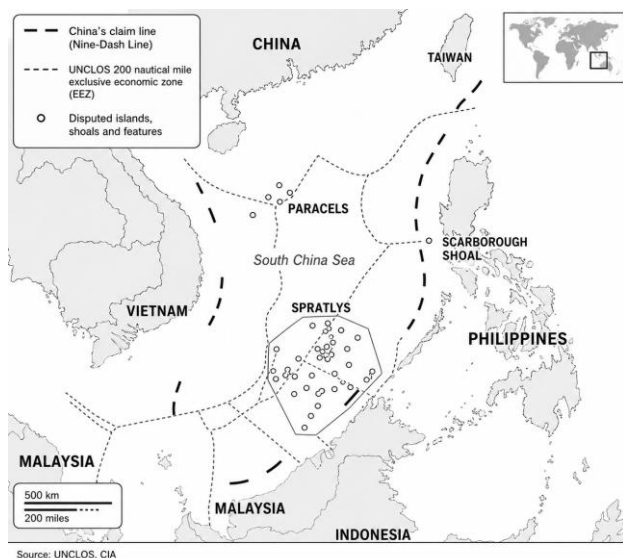 China's claim line
(Nine-Dash Line)
UNCLOS 200 nautical mile
exclusive economic zone
(EEZ)
Disputed islands,
shoals and features
CHINA
TAIWAN
PARACELS
SCARBOROUGH
SHOAL
South China Sea
VIETNAM
SPRATLYS
PHILIPPINES
MALAYSIA
500 km
200 miles
MALAYSIA
INDONESIA
Source: UNCLOS, CIA